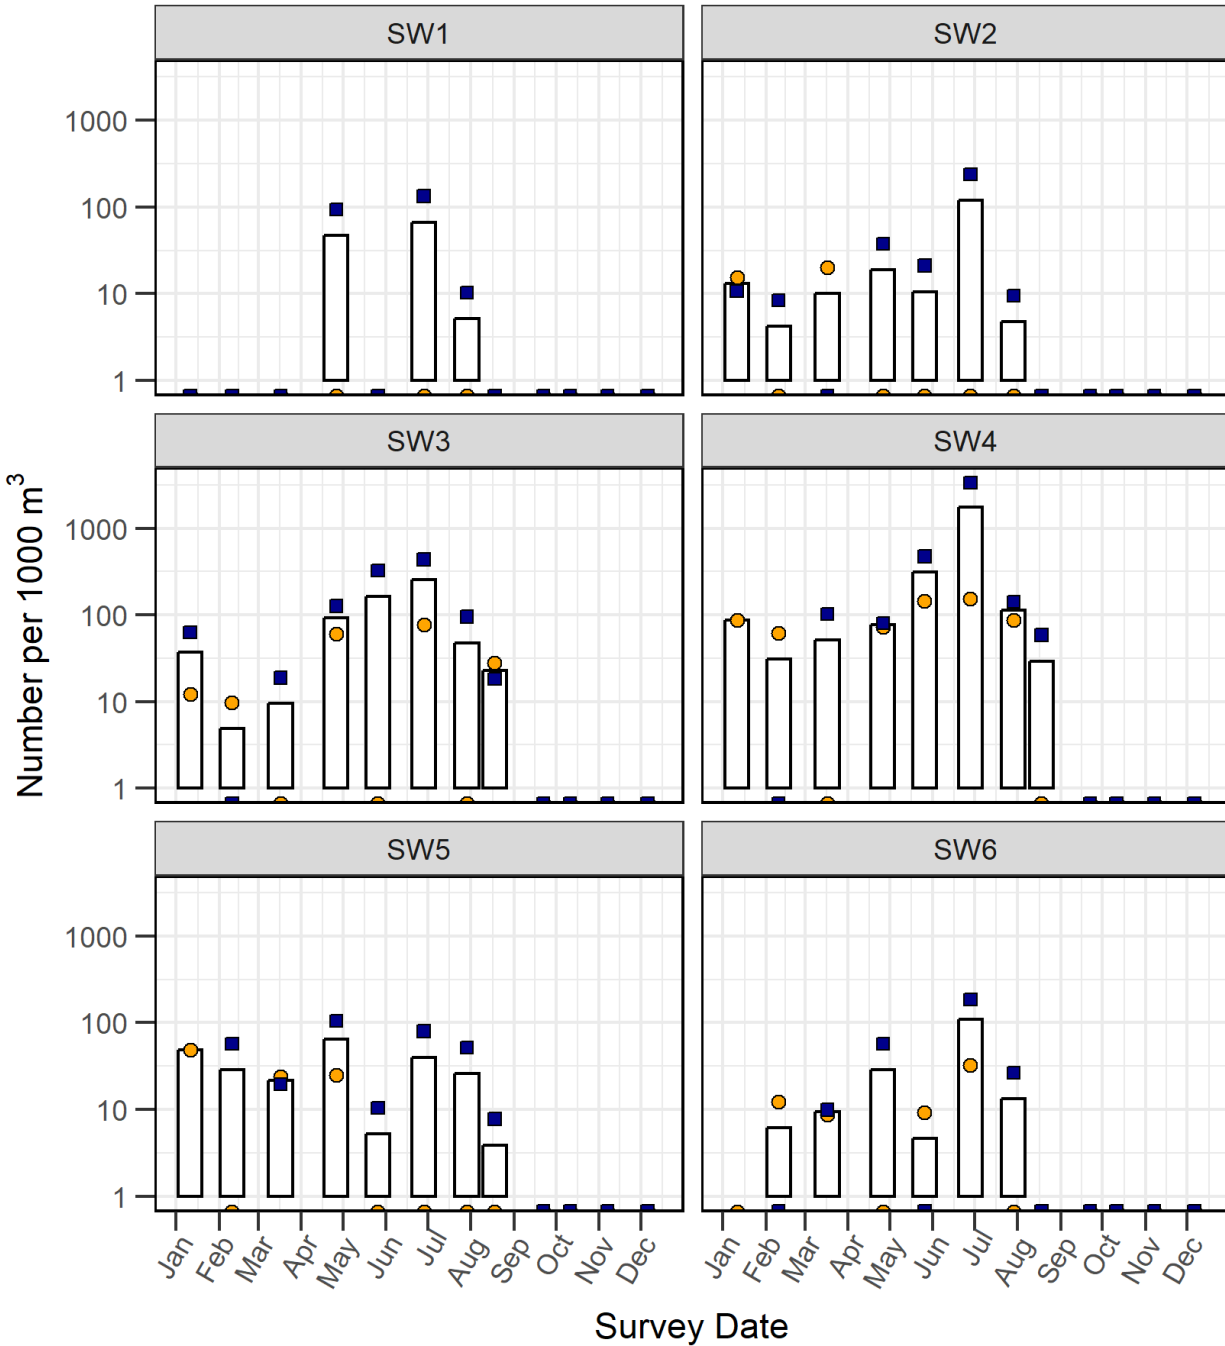 SW1
SW2
1000
100
10
1
SW3
SW4
Number per 1000 m³
1000
100
10
1
SW5
SW6
1000
100
10
1
Jan Feb Mar Apr May Jun Jul Aug Sep Oct Nov Dec
Jan Feb Mar Apr May Jun Jul Aug Sep Oct Nov Dec
Survey Date